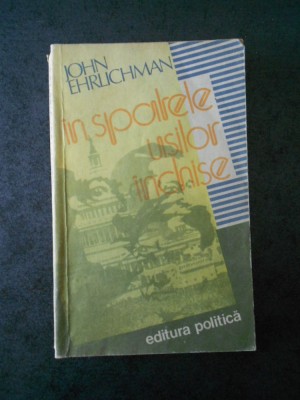 JOHN
EHRLICHMAN
în spatele
ușilor
închise
editura politică